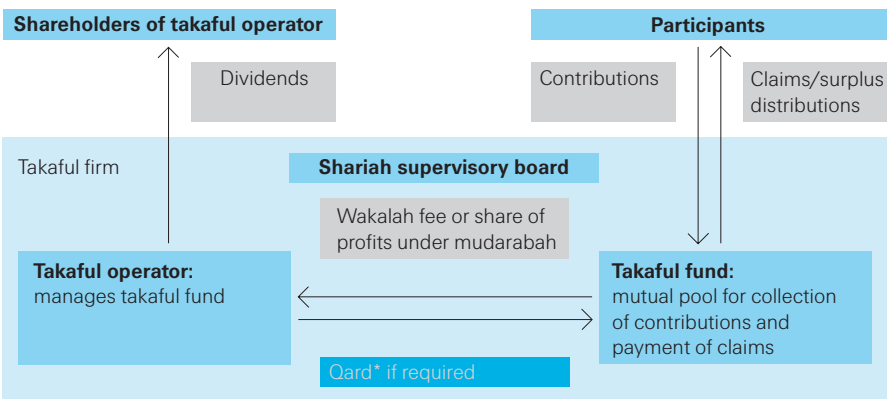 Shareholders of takaful operator
Participants
Dividends
Contributions
Claims/surplus
distributions
Takaful firm
Shariah supervisory board
Wakalah fee or share of
profits under mudarabah
Takaful operator:
manages takaful fund
Takaful fund:
mutual pool for collection
of contributions and
payment of claims
Qard* if required